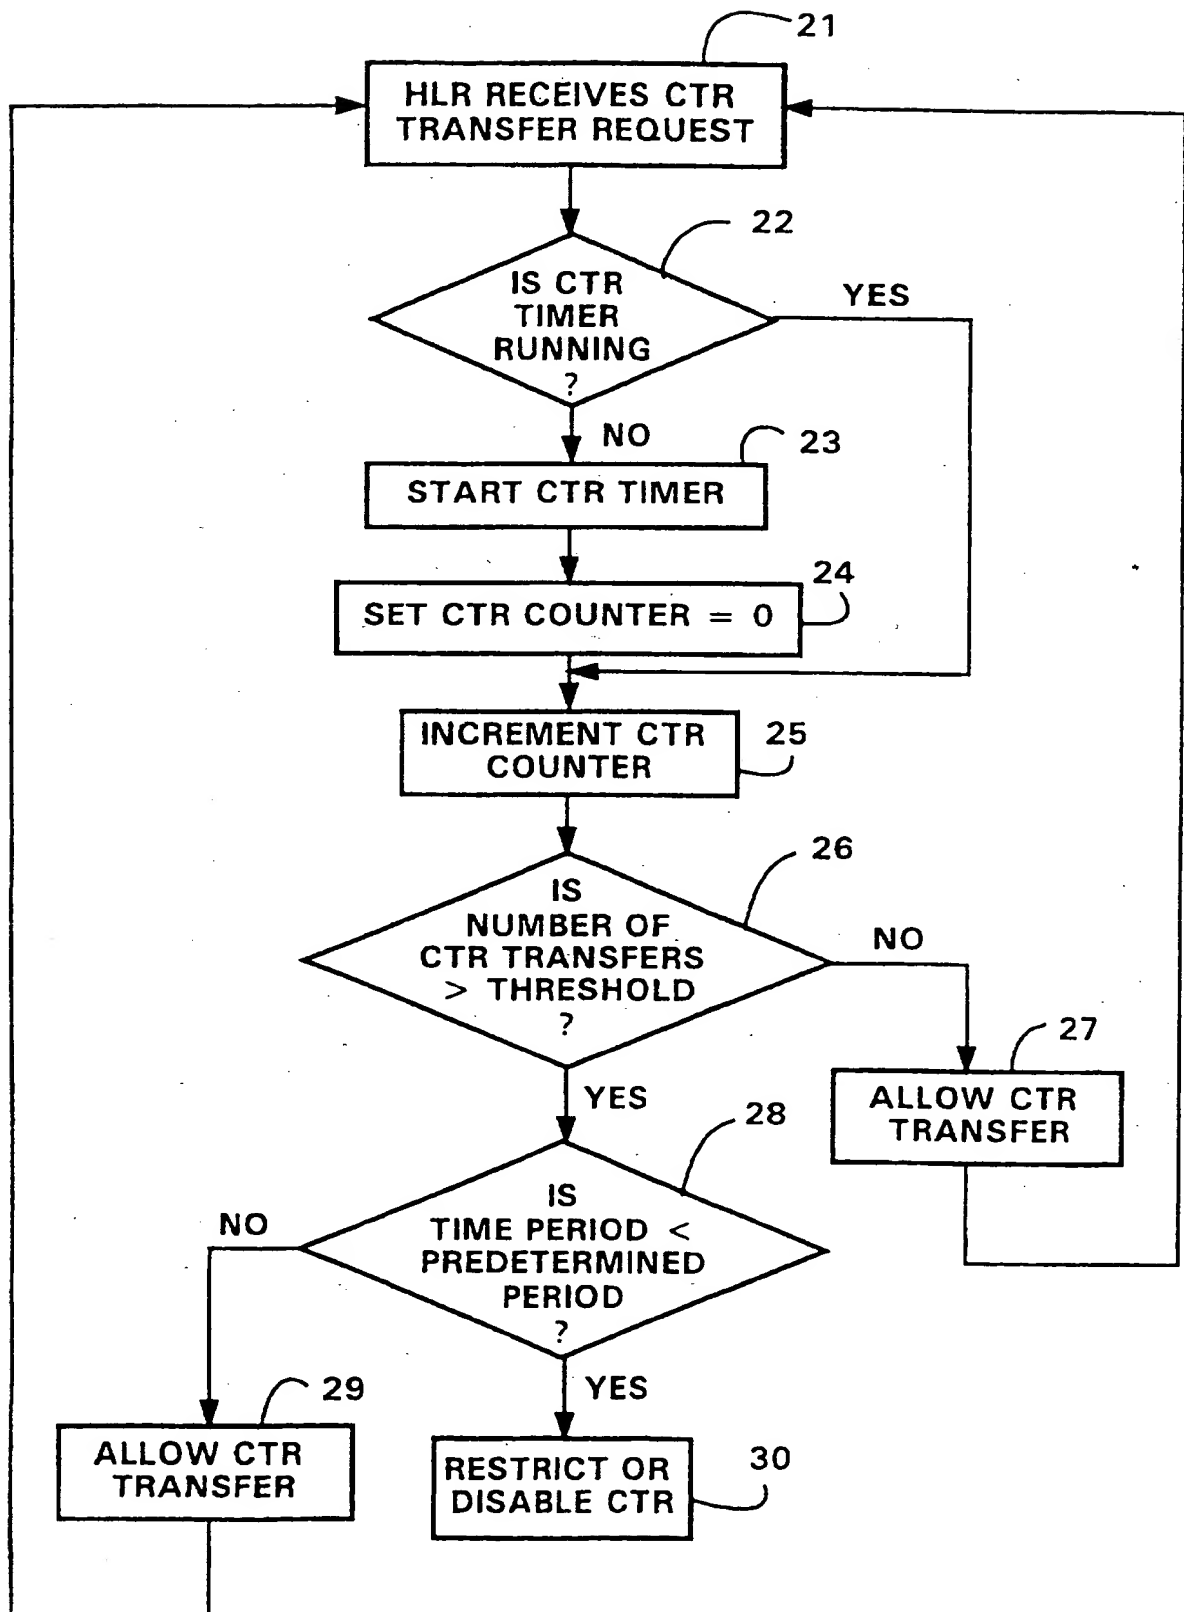 21
HLR RECEIVES CTR
TRANSFER REQUEST
22
IS CTR
TIMER
RUNNING
?
YES
NO
23
START CTR TIMER
24
SET CTR COUNTER = 0
INCREMENT CTR
COUNTER
25
26
IS
NUMBER OF
CTR TRANSFERS
> THRESHOLD
?
NO
27
ALLOW CTR
TRANSFER
YES
28
IS
TIME PERIOD <
PREDETERMINED
PERIOD
?
NO
YES
29
ALLOW CTR
TRANSFER
RESTRICT OR
DISABLE CTR
30